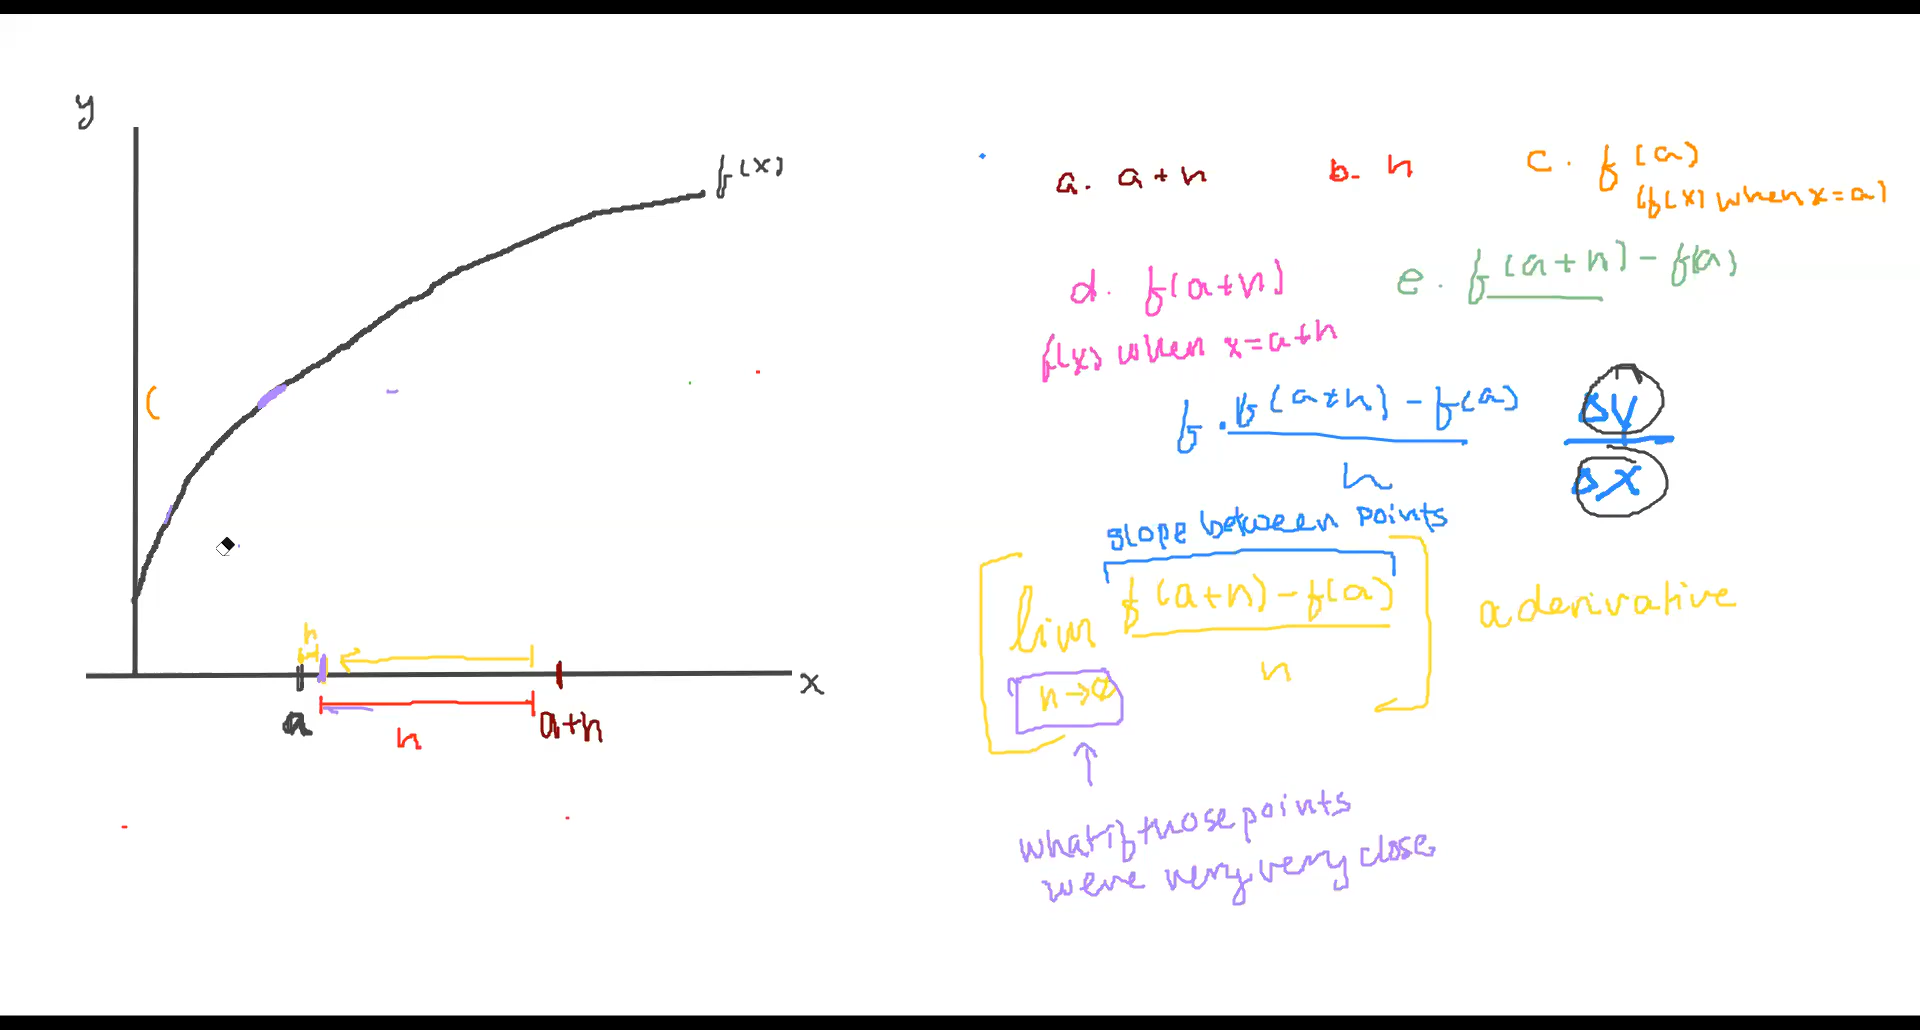 y
f(x)
(
h
x
a
h
a+h
a. a+h
b. h
c. f(a)
(f(x) when x=a)
d. f(a+h)
f(x) when x=a+h
e. f(a+h)-f(a)
f. f(a+h)-f(a)
h
ΔY
ΔX
slope between points
lim f(a+h)-f(a)
h→0
h
a derivative
what if those points
were very very close